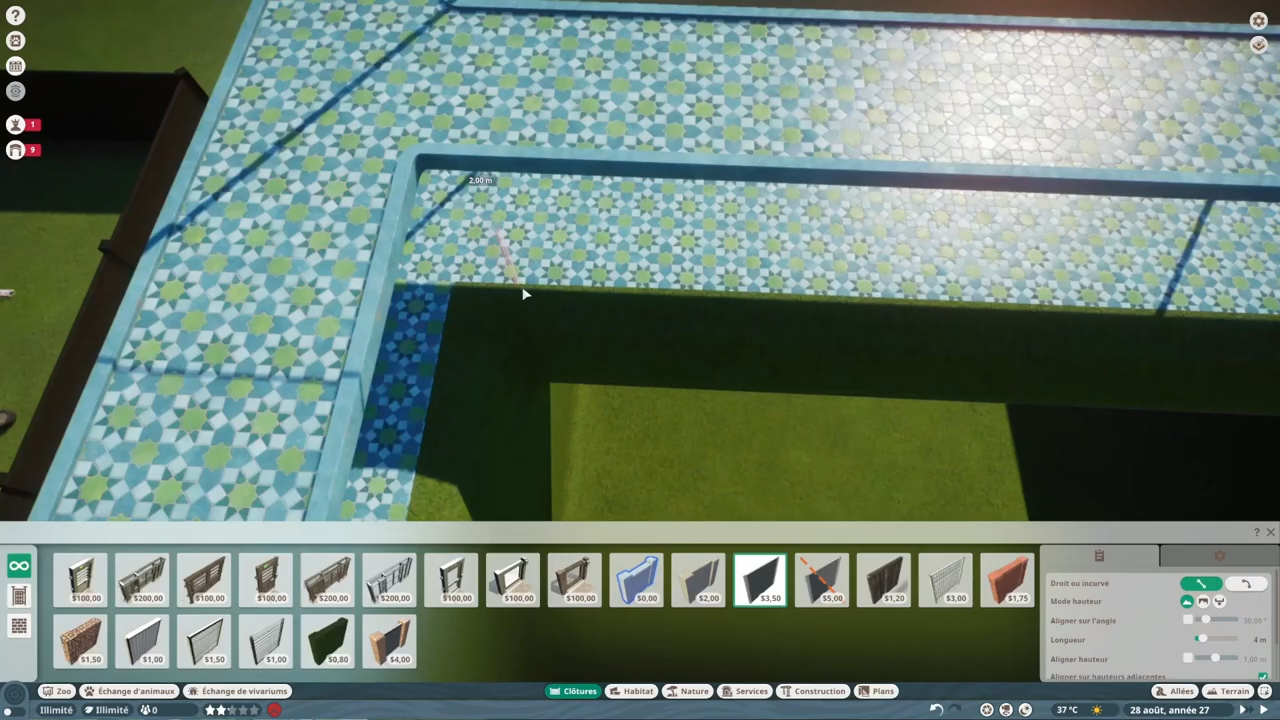 ?
1
9
2,00 m
? ×
$100,00 $200,00 $100,00 $100,00 $200,00 $200,00 $100,00 $100,00 $100,00 $0,00 $2,00 $3,50 $5,00 $1,20 $3,00 $1,75
$1,50 $1,00 $1,50 $1,00 $0,80 $4,00
Droit ou incurvé
Mode hauteur
Aligner sur l'angle 30,00 °
Longueur 4 m
Aligner hauteur 1,00 m
Aligner sur hauteurs adjacentes
Zoo Échange d'animaux Échange de vivariums Clôtures Habitat Nature Services Construction Plans Allées Terrain
Illimité Illimité 0 37 °C 28 août, année 27